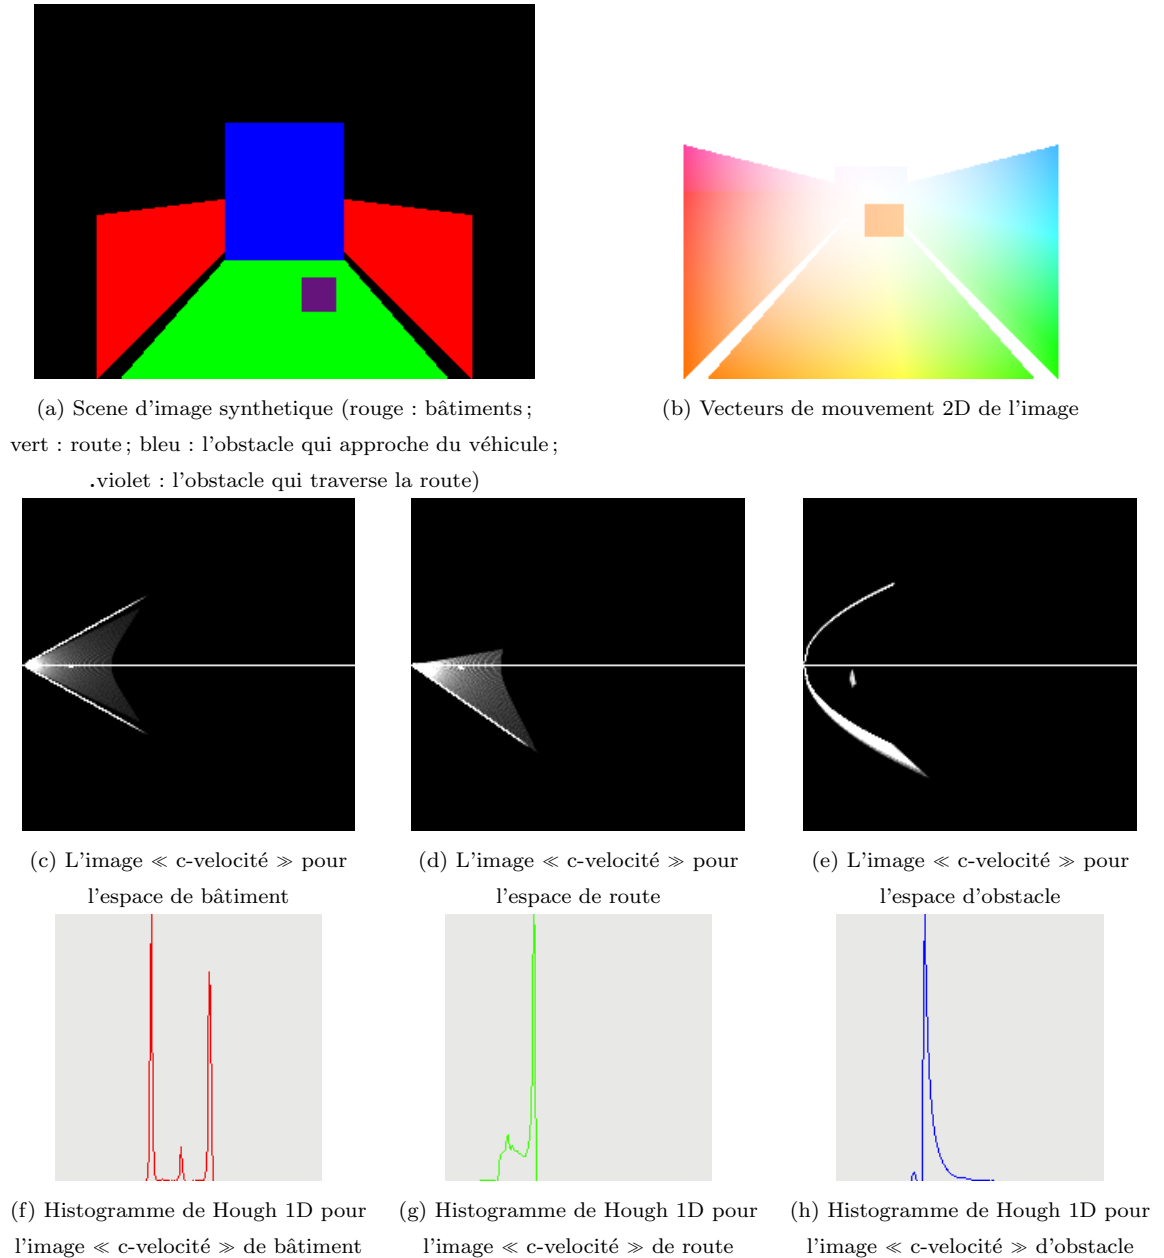 (a) Scene d'image synthetique (rouge : bâtiments ;
vert : route ; bleu : l'obstacle qui approche du véhicule ;
.violet : l'obstacle qui traverse la route)
(b) Vecteurs de mouvement 2D de l'image
(c) L'image ≪ c-velocité ≫ pour
l'espace de bâtiment
(d) L'image ≪ c-velocité ≫ pour
l'espace de route
(e) L'image ≪ c-velocité ≫ pour
l'espace d'obstacle
(f) Histogramme de Hough 1D pour
l'image ≪ c-velocité ≫ de bâtiment
(g) Histogramme de Hough 1D pour
l'image ≪ c-velocité ≫ de route
(h) Histogramme de Hough 1D pour
l'image ≪ c-velocité ≫ d'obstacle